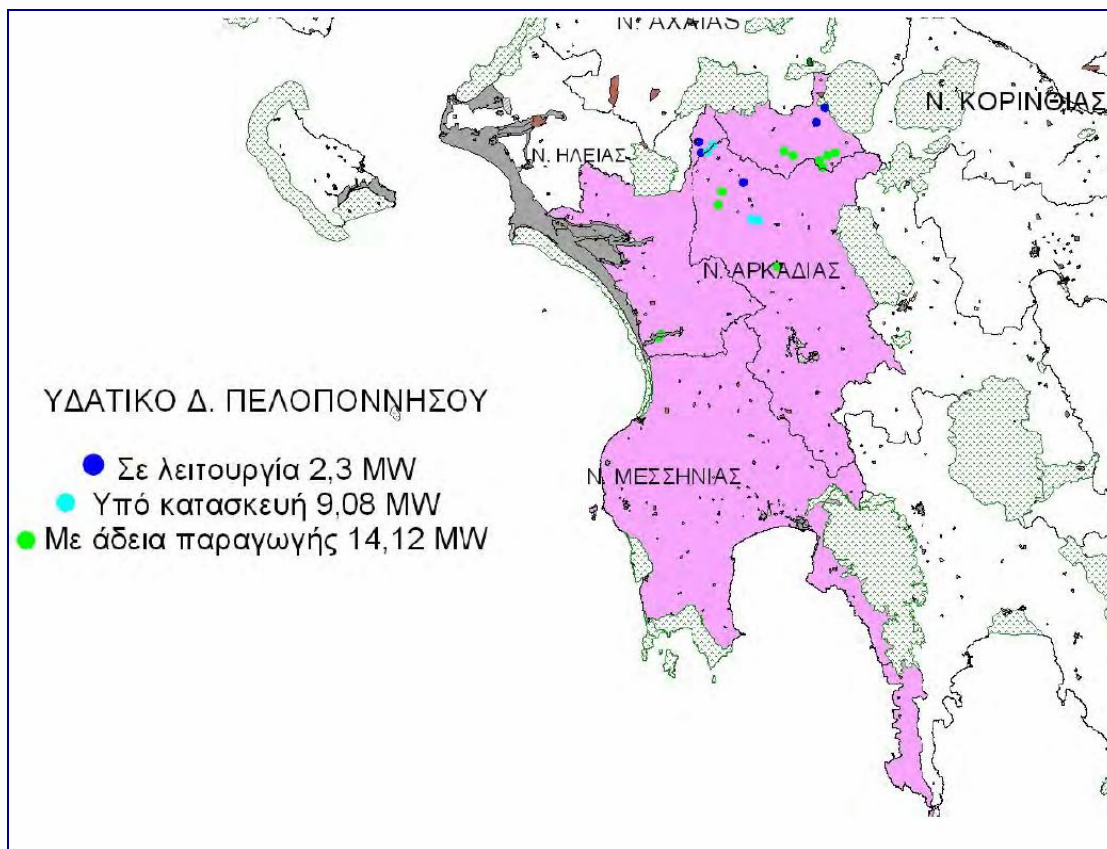 Ν. ΑΧΑΙΑS
Ν. ΚΟΡΙΝΘΙΑΣ
Ν. ΗΛΕΙΑΣ
Ν. ΑΡΚΑΔΙΑΣ
ΥΔΑΤΙΚΟ Δ. ΠΕΛΟΠΟΝΝΗΣΟΥ
Ν. ΜΕΣΣΗΝΙΑΣ
Σε λειτουργία 2,3 MW
Υπό κατασκευή 9,08 MW
Με άδεια παραγωγής 14,12 MW